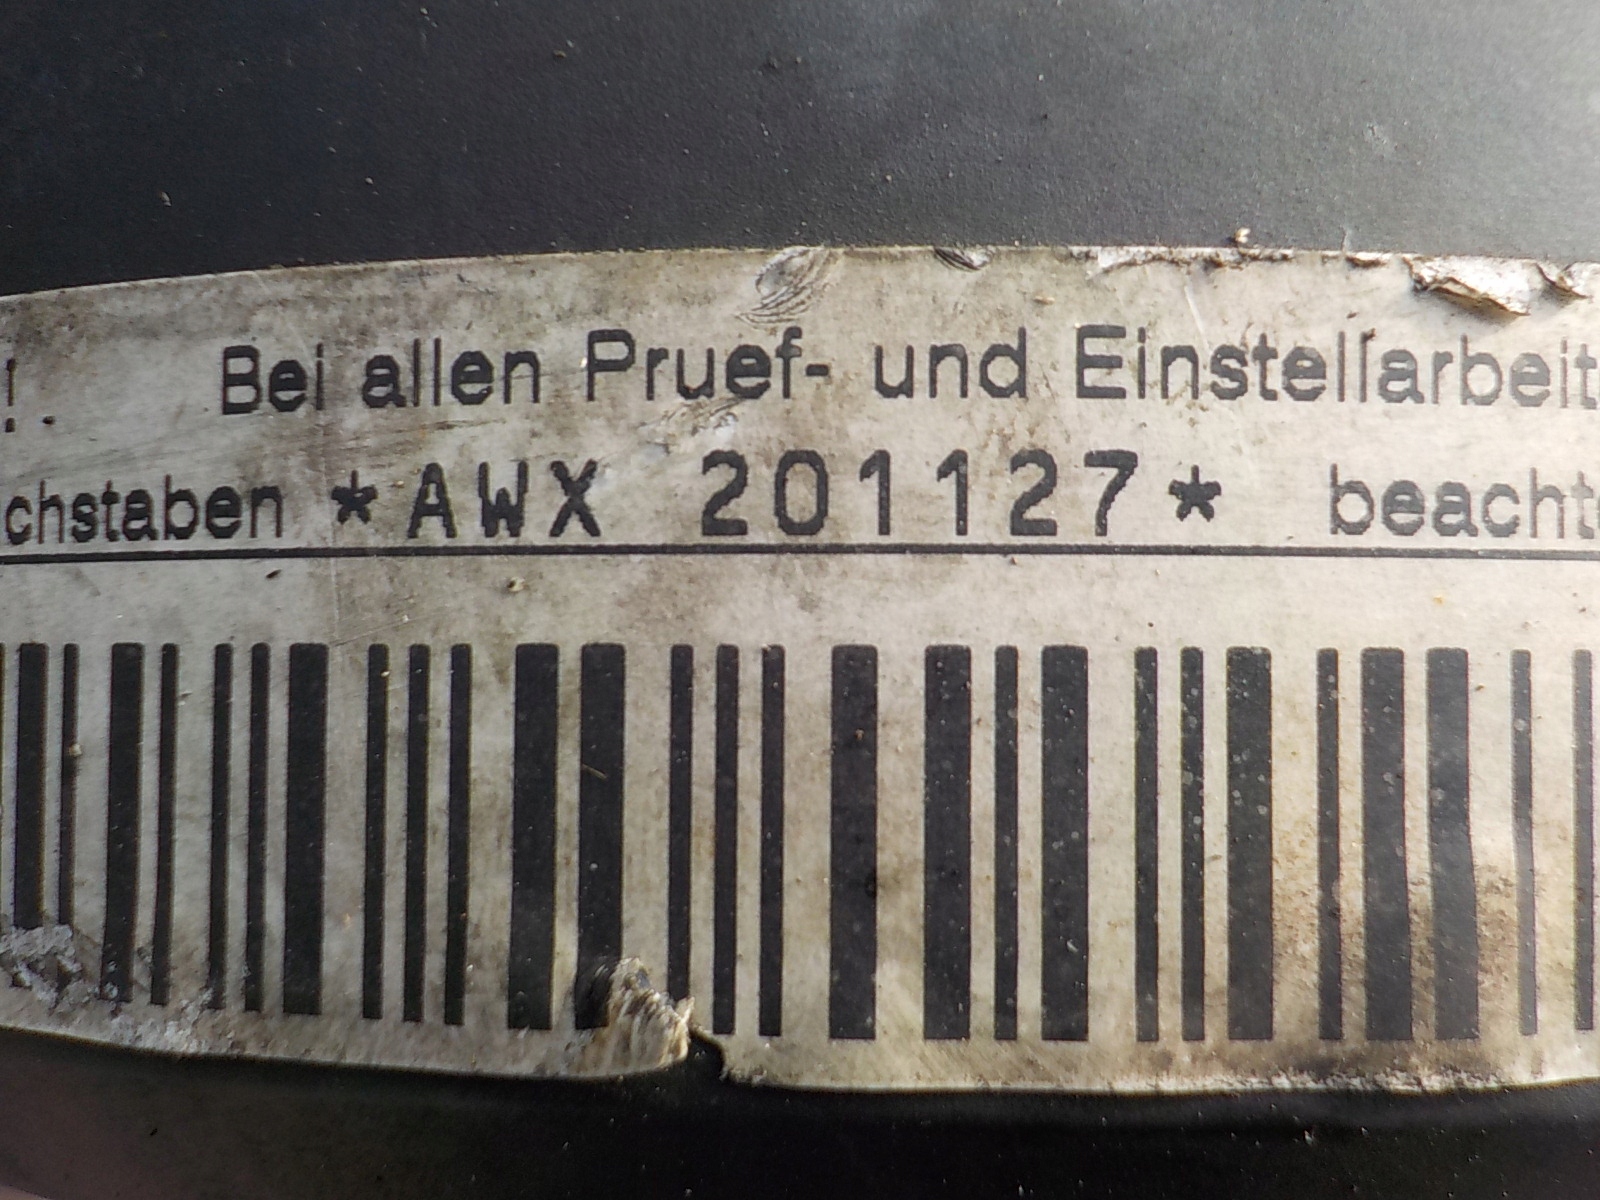 !. Bei allen Pruef- und Einstellarbeit
chstaben *AWX 201127* beacht